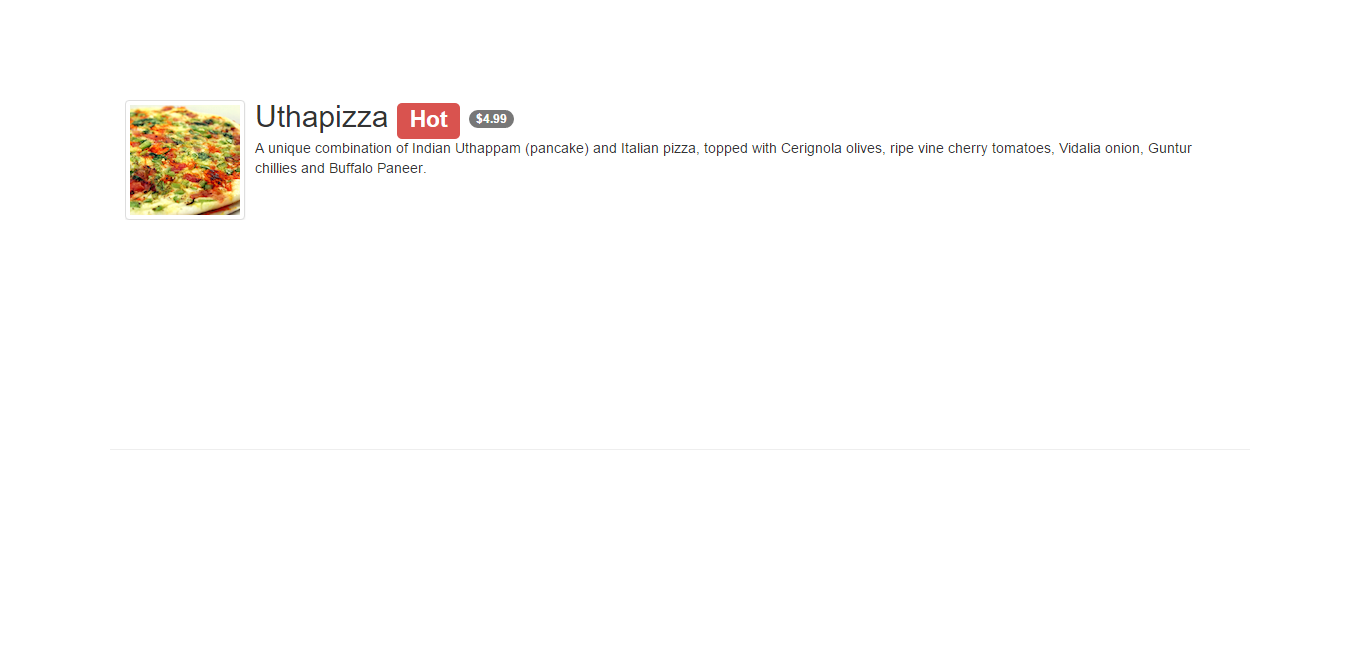 Uthapizza Hot $4.99
A unique combination of Indian Uthappam (pancake) and Italian pizza, topped with Cerignola olives, ripe vine cherry tomatoes, Vidalia onion, Guntur
chillies and Buffalo Paneer.